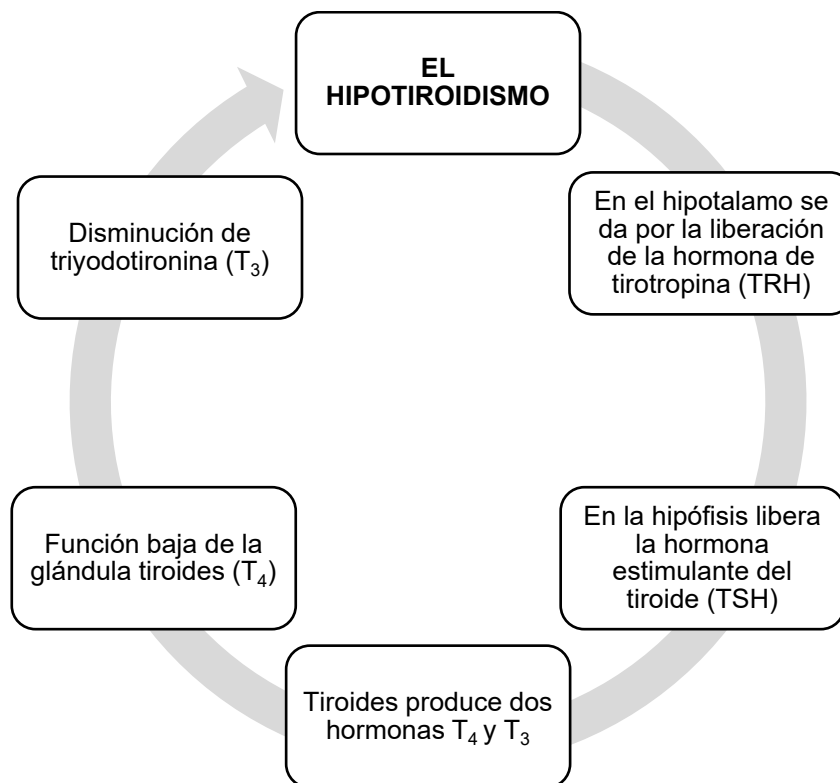 EL
HIPOTIROIDISMO
En el hipotalamo se
da por la liberación
de la hormona de
tirotropina (TRH)
En la hipófisis libera
la hormona
estimulante del
tiroide (TSH)
Tiroides produce dos
hormonas T₄ y T₃
Función baja de la
glándula tiroides (T₄)
Disminución de
triyodotironina (T₃)